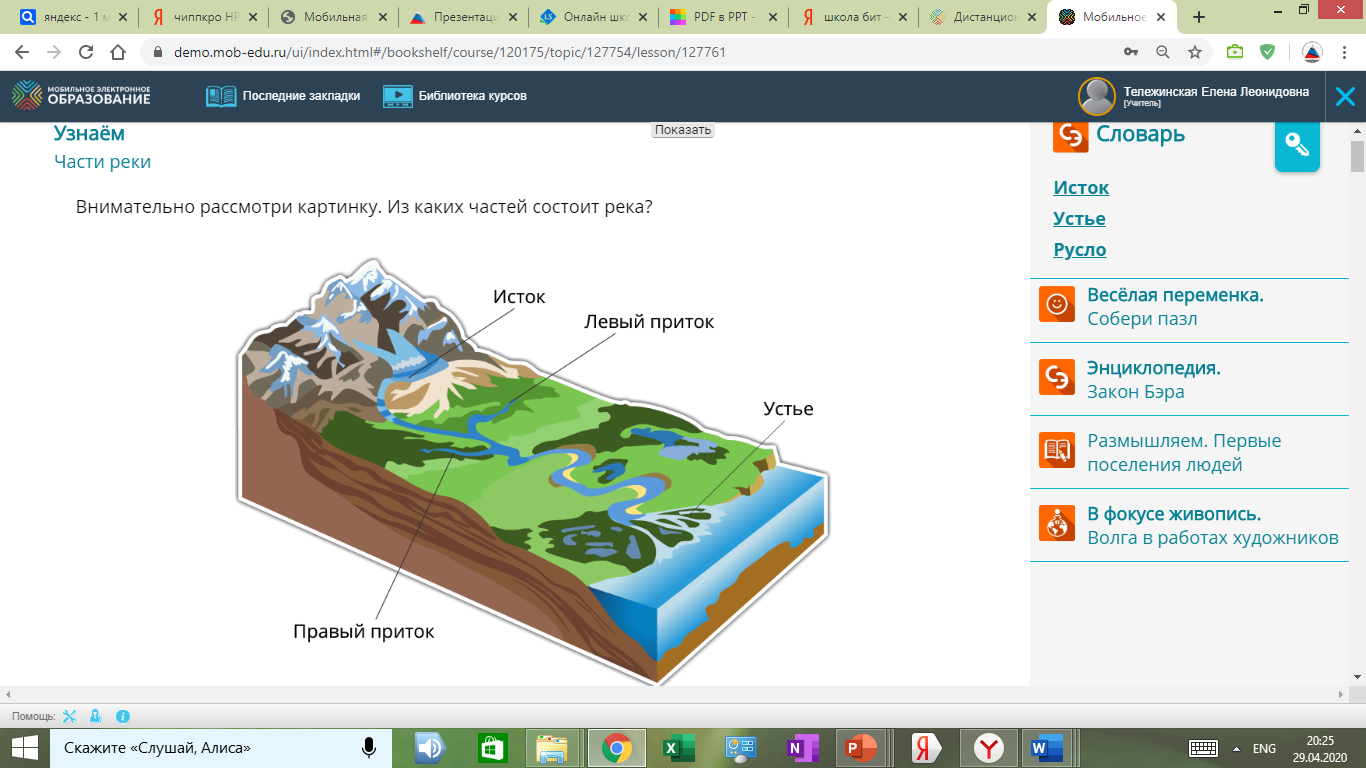 яндекс - 1 м
чиппкро НР
Мобильная
Презентаци
Онлайн шко
PDF в PPT -
школа бит –
Дистанцион
Мобильное
demo.mob-edu.ru/ui/index.html#/bookshelf/course/120175/topic/127754/lesson/127761
МОБИЛЬНОЕ ЭЛЕКТРОННОЕ
ОБРАЗОВАНИЕ
Последние закладки
Библиотека курсов
Тележинская Елена Леонидовна
[Учитель]
Узнаём
Показать
Части реки
Внимательно рассмотри картинку. Из каких частей состоит река?
Исток
Левый приток
Устье
Правый приток
Словарь
Исток
Устье
Русло
Весёлая переменка.
Собери пазл
Энциклопедия.
Закон Бэра
Размышляем. Первые
поселения людей
В фокусе живопись.
Волга в работах художников
Помощь:
Скажите «Слушай, Алиса»
ENG
20:25
29.04.2020